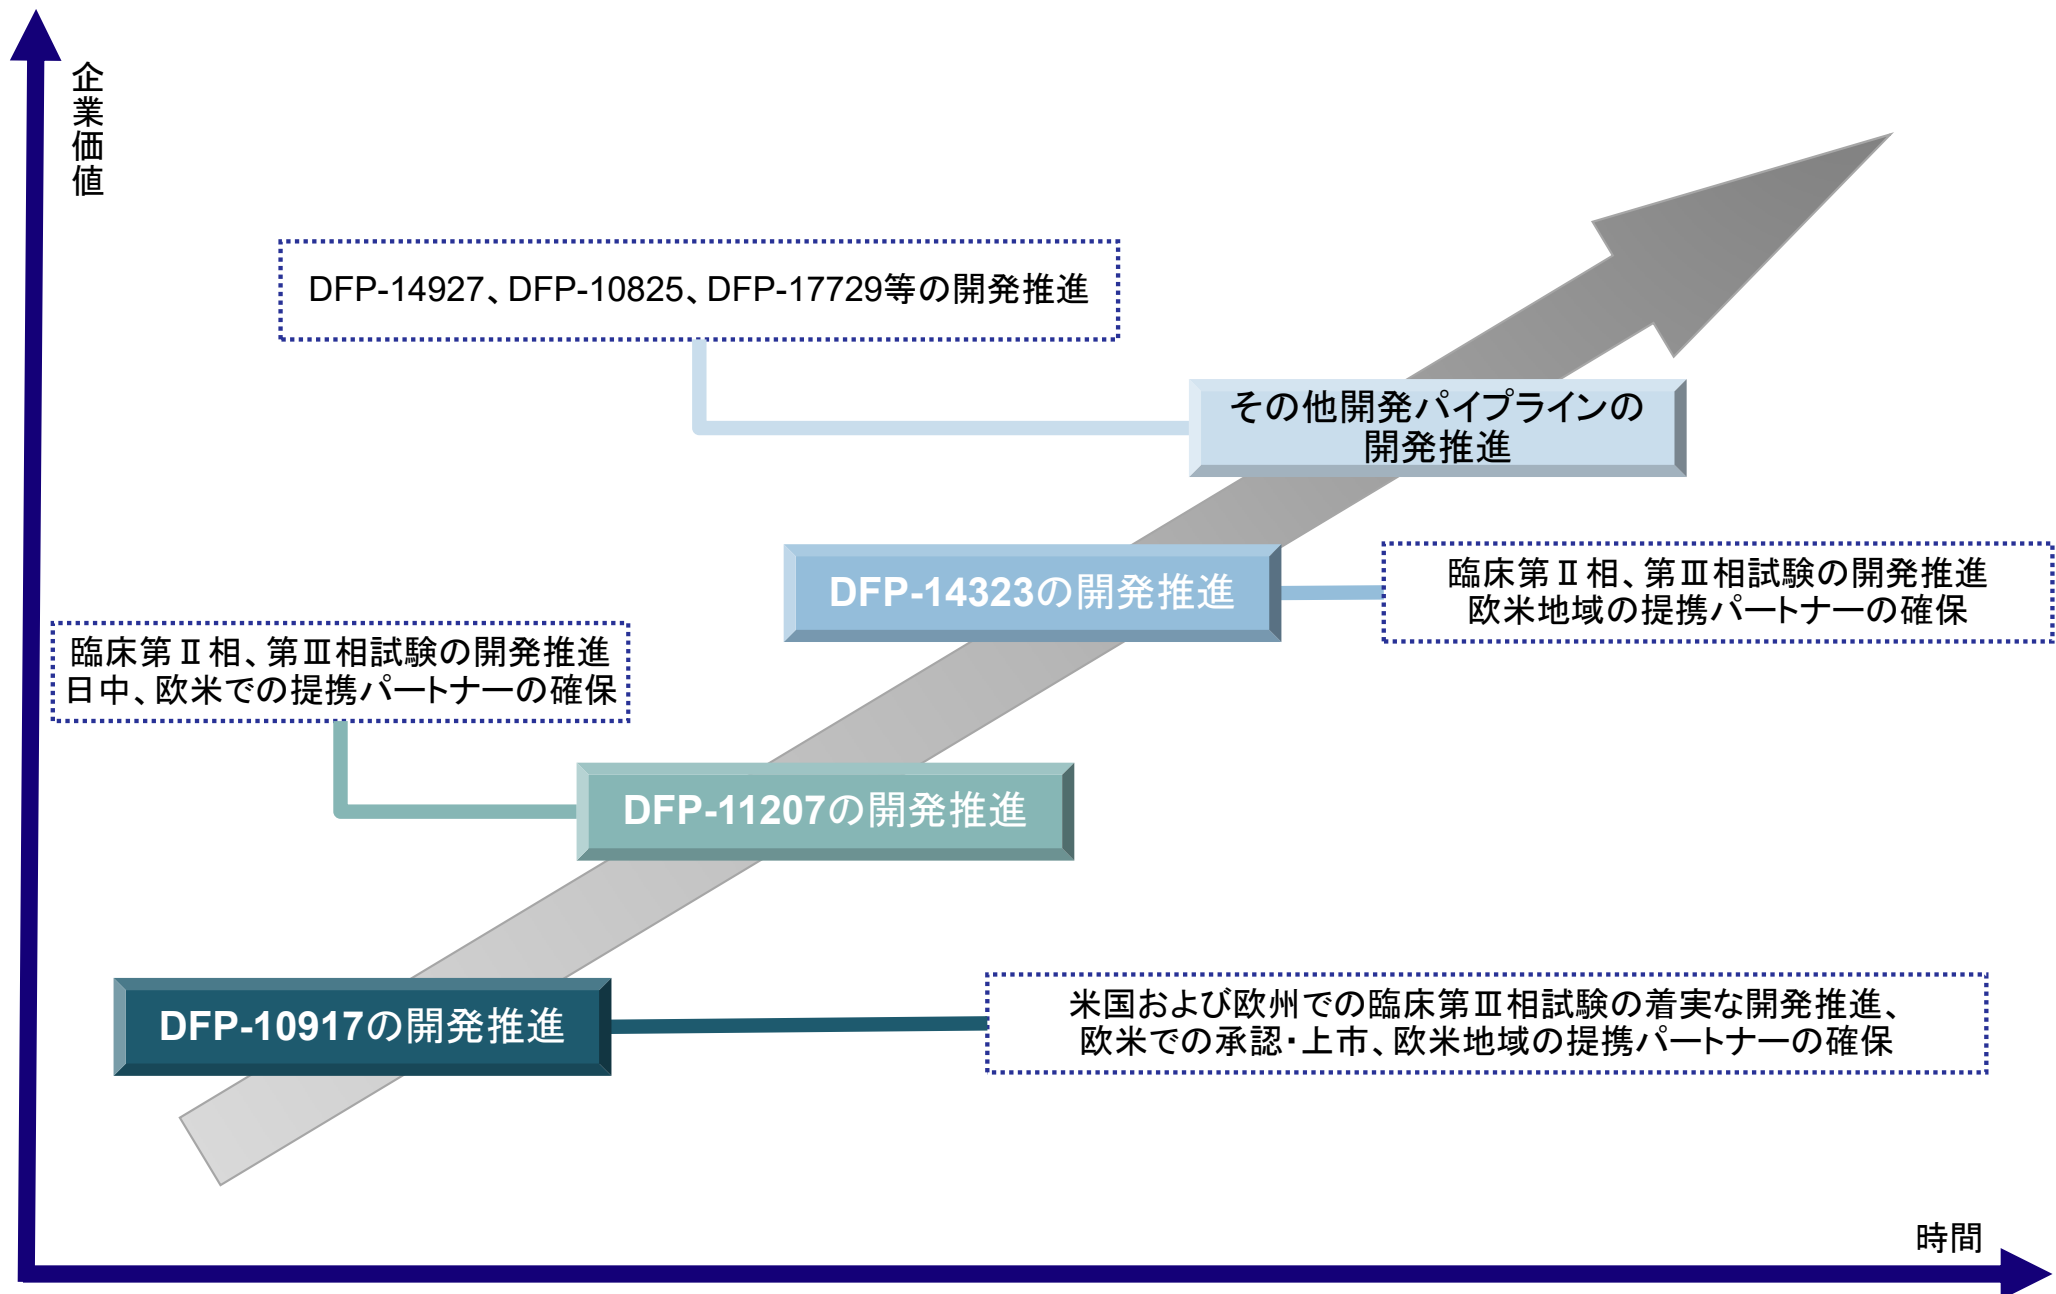 企業価値
DFP-14927、DFP-10825、DFP-17729等の開発推進
その他開発パイプラインの
開発推進
DFP-14323の開発推進
臨床第Ⅱ相、第Ⅲ相試験の開発推進
欧米地域の提携パートナーの確保
臨床第Ⅱ相、第Ⅲ相試験の開発推進
日中、欧米での提携パートナーの確保
DFP-11207の開発推進
DFP-10917の開発推進
米国および欧州での臨床第Ⅲ相試験の着実な開発推進、
欧米での承認・上市、欧米地域の提携パートナーの確保
時間